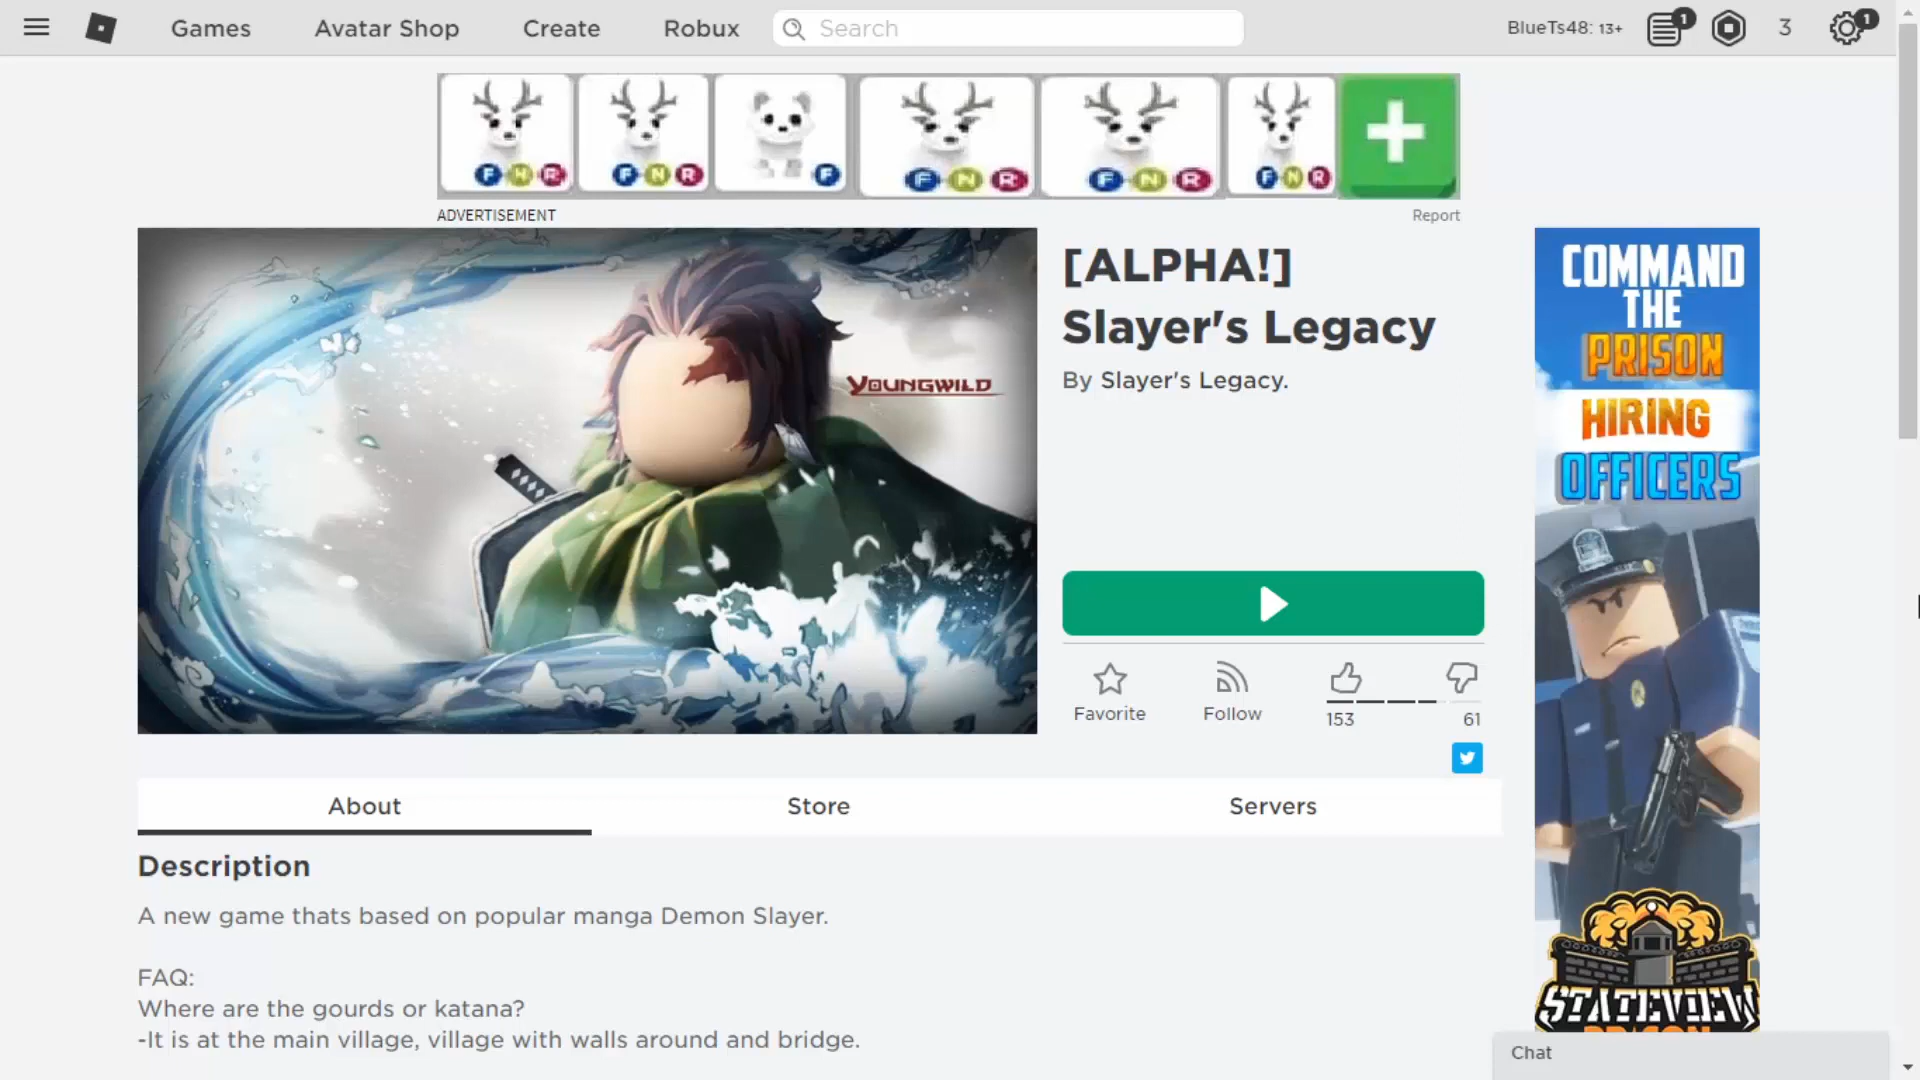 Games
Avatar Shop
Create
Robux
Search
BlueTs48: 13+
1
3
1
F N R
F N R
F
F N R
F N R
F N R
ADVERTISEMENT
Report
YOUNGWILD
[ALPHA!]
Slayer's Legacy
By Slayer's Legacy.
Favorite
Follow
153
61
COMMAND
THE
PRISON
HIRING
OFFICERS
STATEVIEW
PRISON
About
Store
Servers
Description
A new game thats based on popular manga Demon Slayer.
FAQ:
Where are the gourds or katana?
-It is at the main village, village with walls around and bridge.
Chat